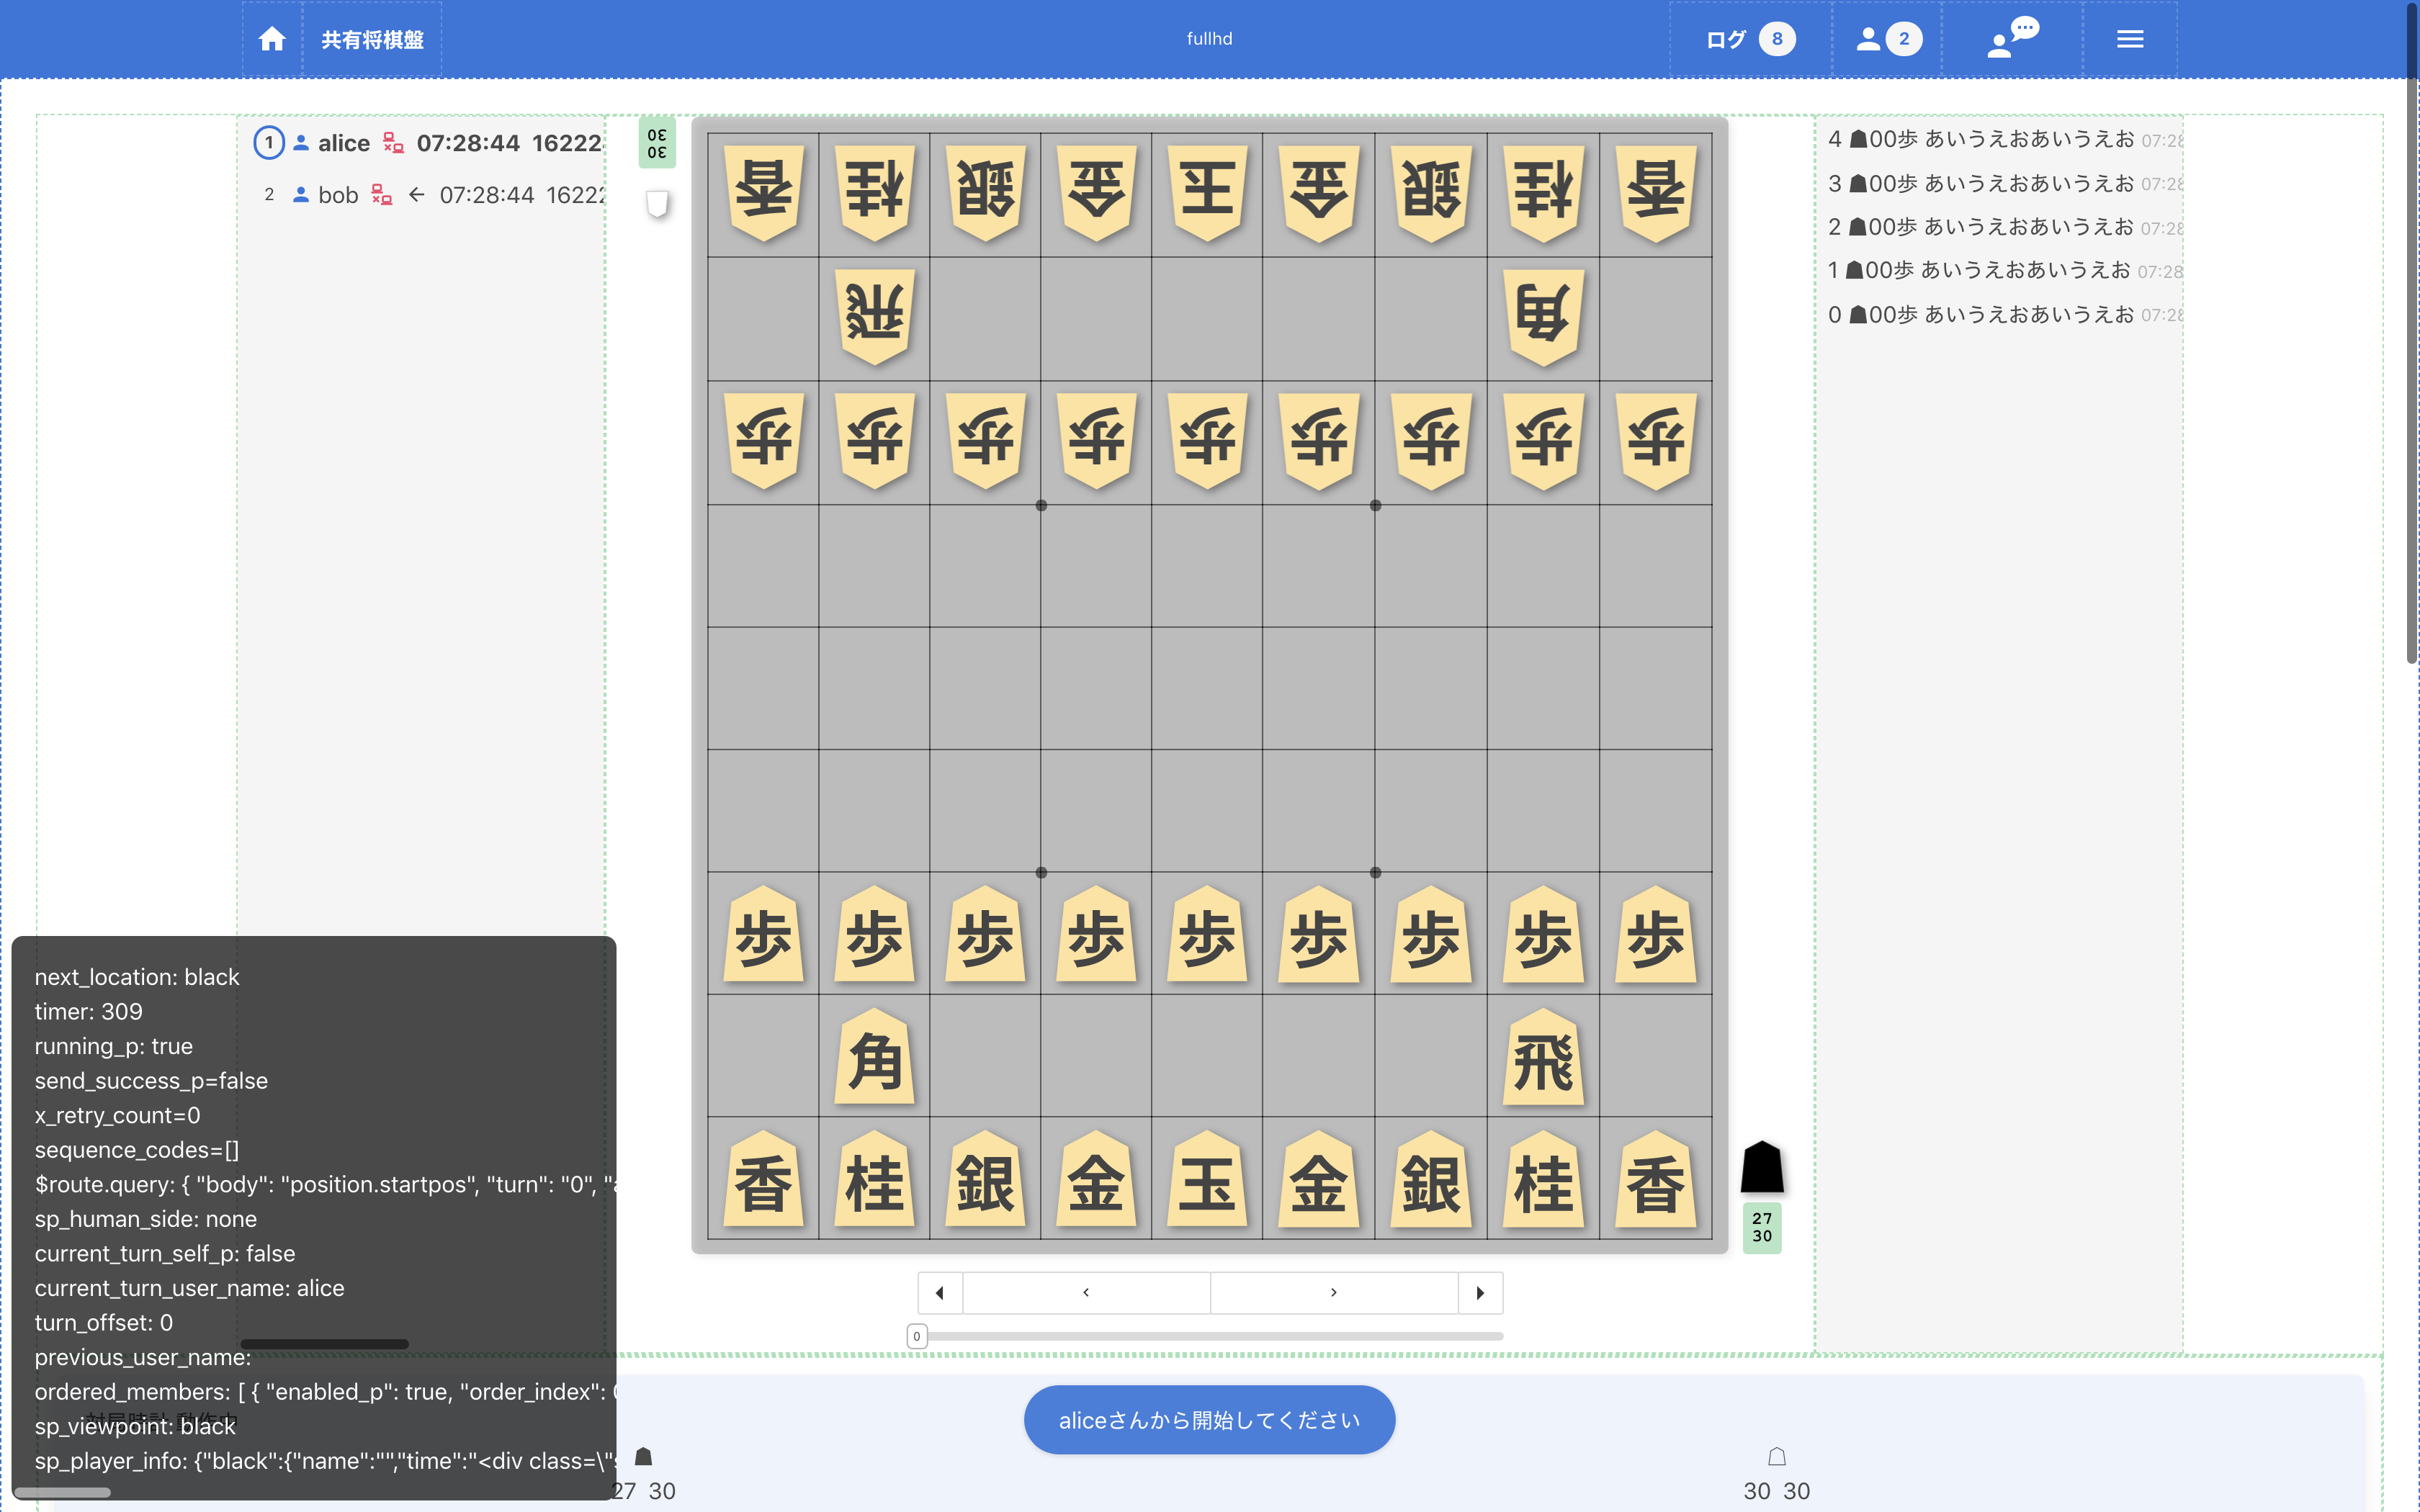 共有将棋盤
fullhd
ログ 8
2
1 alice 07:28:44 16222
2 bob ← 07:28:44 1622
30
30
4 ☗00歩 あいうえおあいうえお 07:28
3 ☗00歩 あいうえおあいうえお 07:28
2 ☗00歩 あいうえおあいうえお 07:28
1 ☗00歩 あいうえおあいうえお 07:28
0 ☗00歩 あいうえおあいうえお 07:28
香 桂 銀 金 玉 金 銀 桂 香
飛 角
歩 歩 歩 歩 歩 歩 歩 歩 歩
歩 歩 歩 歩 歩 歩 歩 歩 歩
角 飛
香 桂 銀 金 玉 金 銀 桂 香
27
30
0
next_location: black
timer: 309
running_p: true
send_success_p=false
x_retry_count=0
sequence_codes=[]
$route.query: { "body": "position.startpos", "turn": "0", "a
sp_human_side: none
current_turn_self_p: false
current_turn_user_name: alice
turn_offset: 0
previous_user_name:
ordered_members: [ { "enabled_p": true, "order_index": 0
対局時計 動作中
sp_viewpoint: black
sp_player_info: {"black":{"name":"","time":"<div class=\"s
aliceさんから開始してください
27 30
30 30